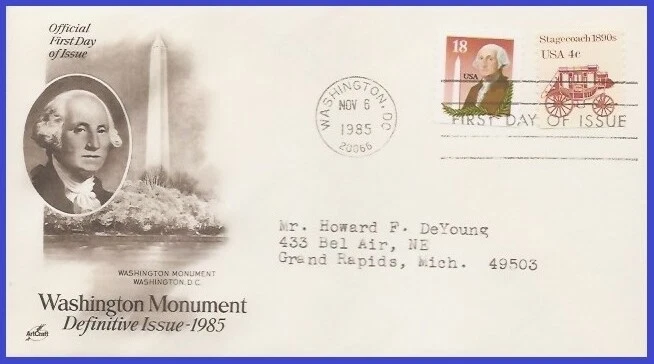 Official
First Day
of Issue
WASHINGTON MONUMENT
WASHINGTON, D.C.
Washington Monument
Definitive Issue-1985
ArtCraft
WASHINGTON, DC
NOV 6
1985
20066
18
USA
Stagecoach 1890s
USA 4c
FIRST DAY OF ISSUE
Mr. Howard F. DeYoung
433 Bel Air, NE
Grand Rapids, Mich. 49503